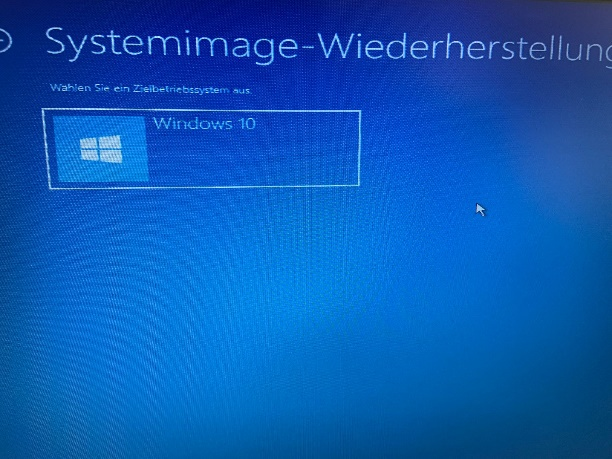 Systemimage-Wiederherstellung
Wählen Sie ein Zielbetriebssystem aus.
Windows 10